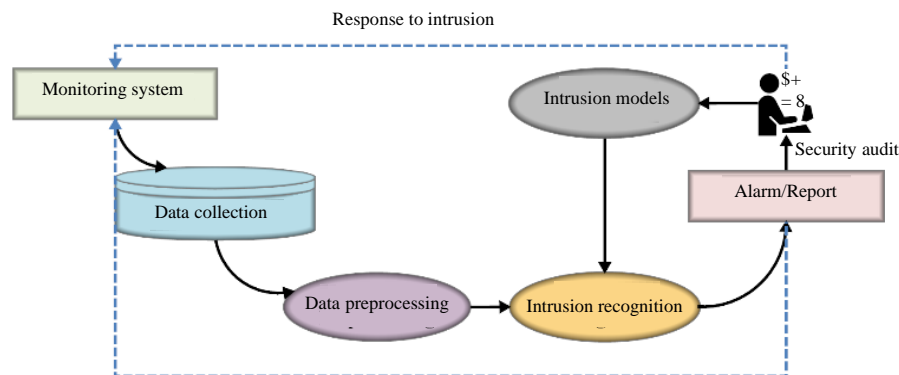 Response to intrusion
Monitoring system
Intrusion models
$+
= 8
Security audit
Data collection
Alarm/Report
Data preprocessing
Intrusion recognition